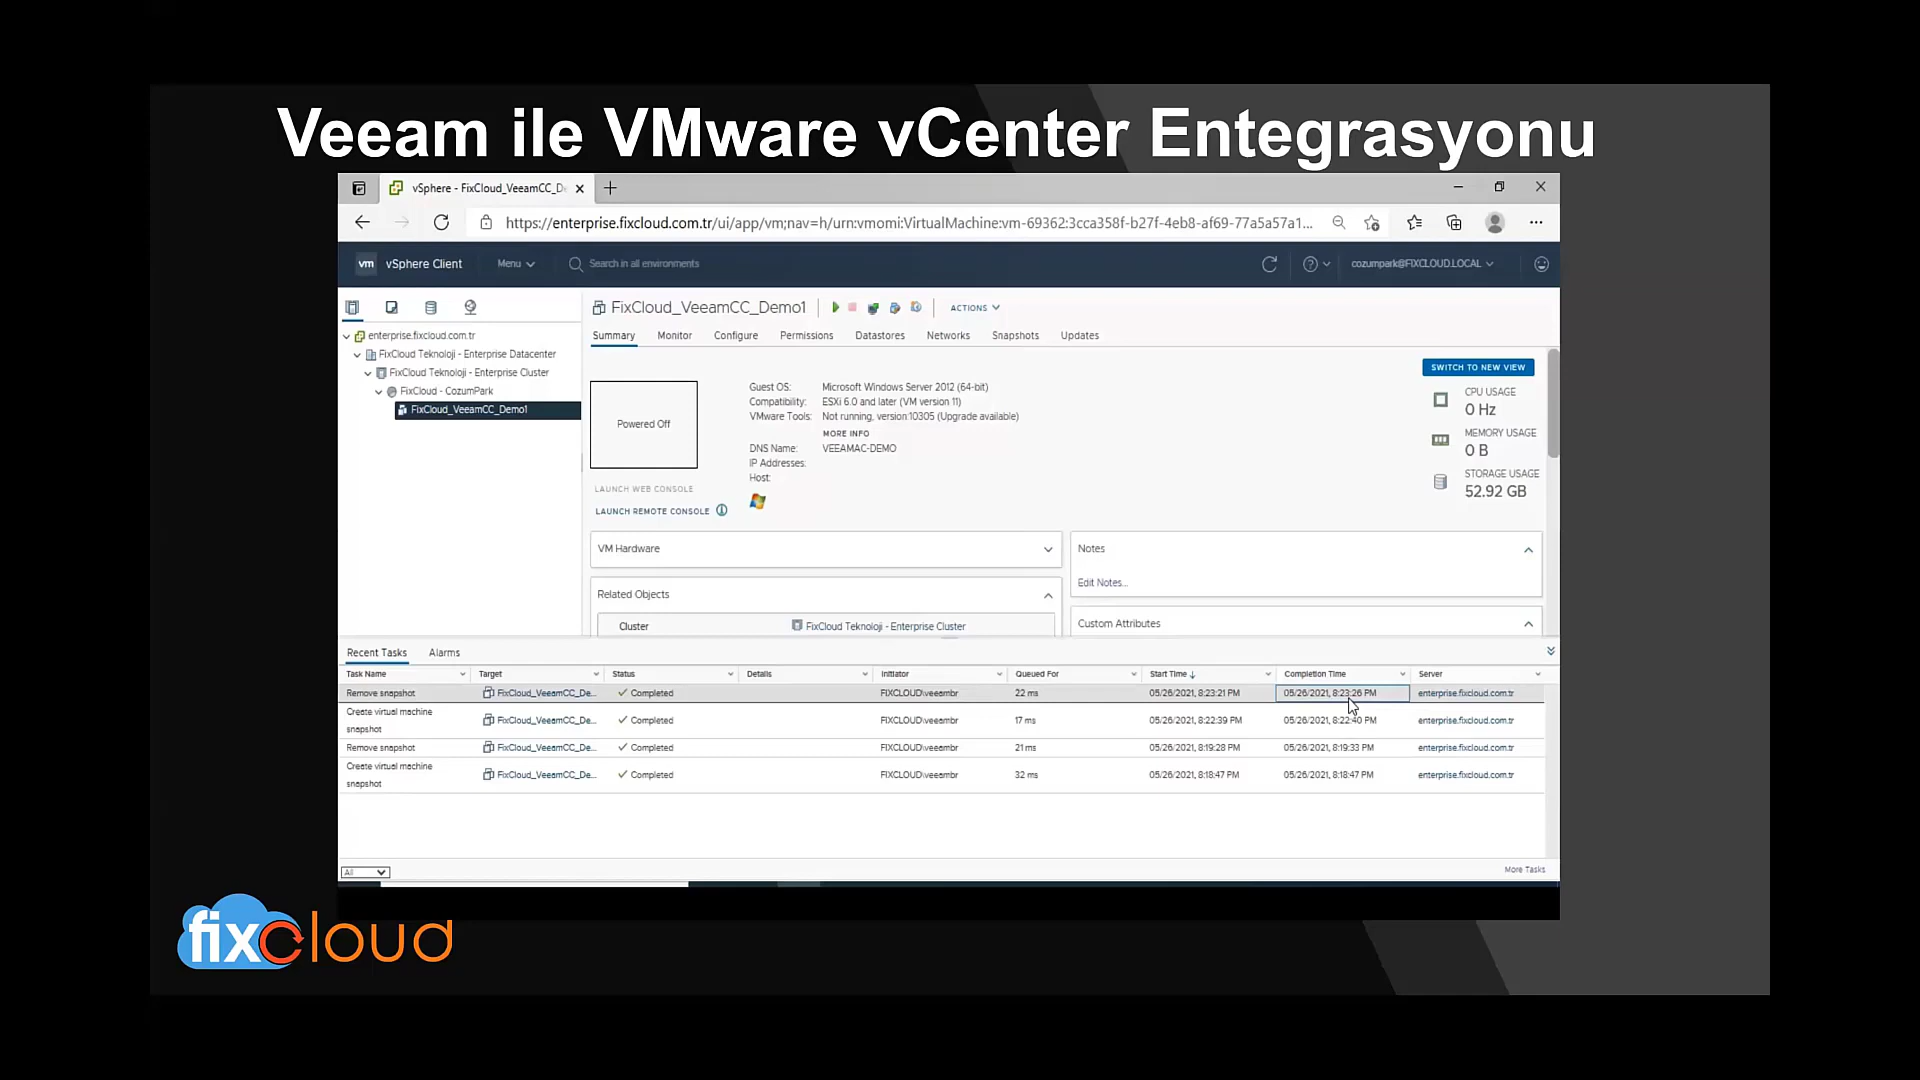 Veeam ile VMware vCenter Entegrasyonu
vSphere - FixCloud_VeeamCC_D
https://enterprise.fixcloud.com.tr/ui/app/vm;nav=h/urn:vmomi:VirtualMachine:vm-69362:3cca358f-b27f-4eb8-af69-77a5a57a1...
vm vSphere Client Menu Search in all environments cozumpark@FIXCLOUD.LOCAL
FixCloud_VeeamCC_Demo1 ACTIONS
Summary Monitor Configure Permissions Datastores Networks Snapshots Updates
enterprise.fixcloud.com.tr
FixCloud Teknoloji - Enterprise Datacenter
FixCloud Teknoloji - Enterprise Cluster
FixCloud - CozumPark
FixCloud_VeeamCC_Demo1
Powered Off
LAUNCH WEB CONSOLE
LAUNCH REMOTE CONSOLE
Guest OS: Microsoft Windows Server 2012 (64-bit)
Compatibility: ESXi 6.0 and later (VM version 11)
VMware Tools: Not running, version:10305 (Upgrade available)
MORE INFO
DNS Name: VEEAMAC-DEMO
IP Addresses:
Host:
SWITCH TO NEW VIEW
CPU USAGE
0 Hz
MEMORY USAGE
0 B
STORAGE USAGE
52.92 GB
VM Hardware
Related Objects
Cluster FixCloud Teknoloji - Enterprise Cluster
Notes
Edit Notes...
Custom Attributes
Recent Tasks Alarms
Task Name Target Status Details Initiator Queued For Start Time Completion Time Server
Remove snapshot FixCloud_VeeamCC_De... Completed FIXCLOUD\veeambr 22 ms 05/26/2021, 8:23:21 PM 05/26/2021, 8:23:26 PM enterprise.fixcloud.com.tr
Create virtual machine snapshot FixCloud_VeeamCC_De... Completed FIXCLOUD\veeambr 17 ms 05/26/2021, 8:22:39 PM 05/26/2021, 8:22:40 PM enterprise.fixcloud.com.tr
Remove snapshot FixCloud_VeeamCC_De... Completed FIXCLOUD\veeambr 21 ms 05/26/2021, 8:19:28 PM 05/26/2021, 8:19:33 PM enterprise.fixcloud.com.tr
Create virtual machine snapshot FixCloud_VeeamCC_De... Completed FIXCLOUD\veeambr 32 ms 05/26/2021, 8:18:47 PM 05/26/2021, 8:18:47 PM enterprise.fixcloud.com.tr
All
More Tasks
fixcloud